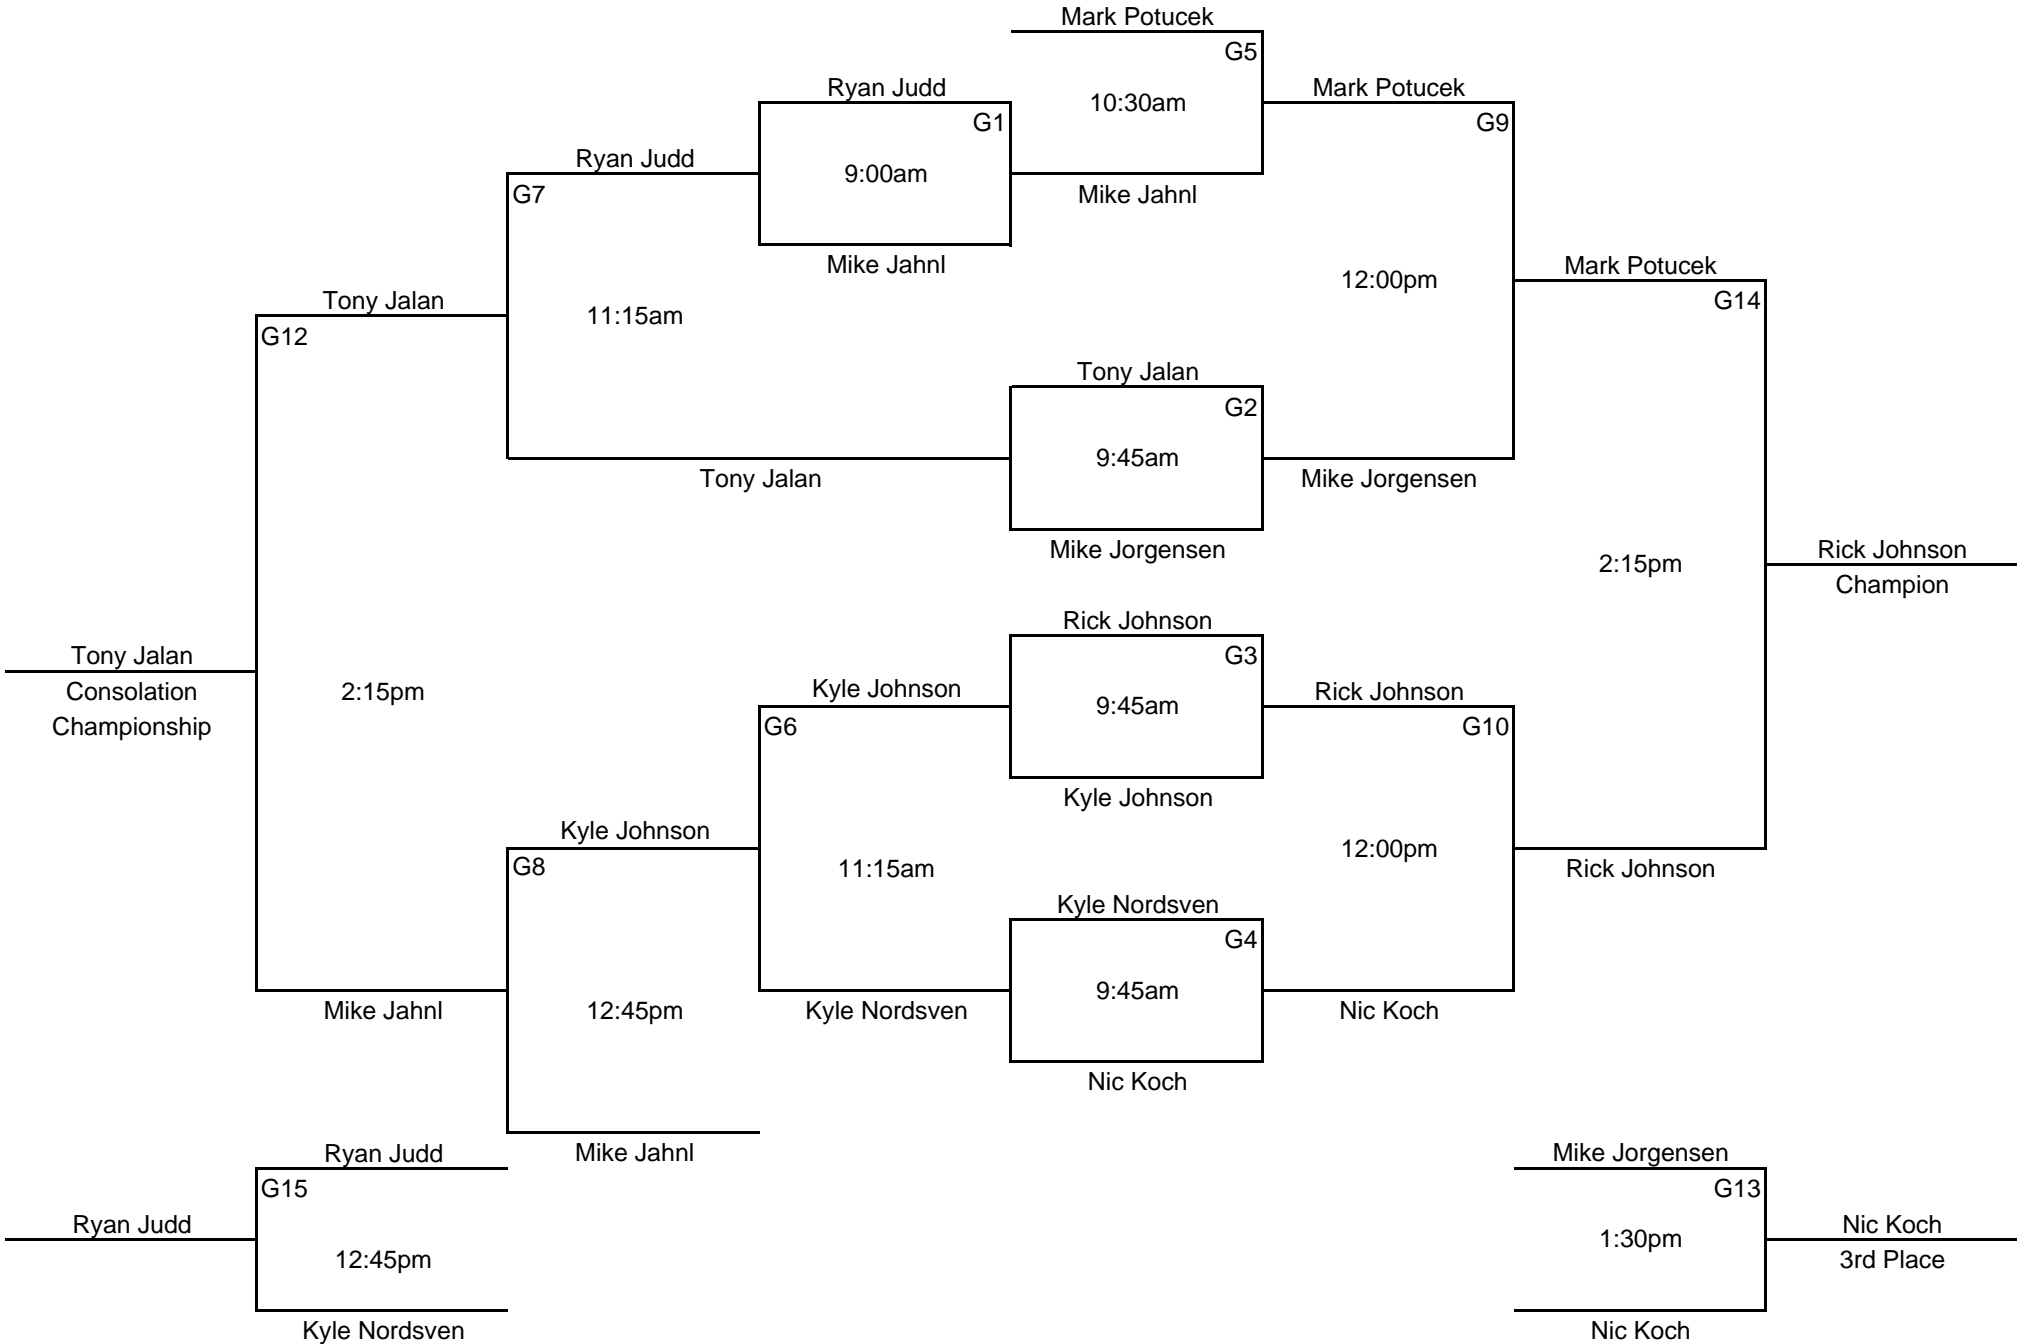 Mark Potucek
G5
Ryan Judd
10:30am
Mark Potucek
G1
G9
Ryan Judd
9:00am
G7
Mike Jahnl
Mike Jahnl
12:00pm
Mark Potucek
Tony Jalan
11:15am
G14
G12
Tony Jalan
G2
9:45am
Tony Jalan
Mike Jorgensen
Mike Jorgensen
2:15pm
Rick Johnson
Champion
Rick Johnson
Tony Jalan
G3
Consolation
2:15pm
Kyle Johnson
9:45am
Rick Johnson
Championship
G6
G10
Kyle Johnson
Kyle Johnson
12:00pm
G8
11:15am
Rick Johnson
Kyle Nordsven
G4
9:45am
Mike Jahnl
12:45pm
Kyle Nordsven
Nic Koch
Nic Koch
Ryan Judd
Mike Jahnl
Mike Jorgensen
G15
G13
Ryan Judd
1:30pm
Nic Koch
12:45pm
3rd Place
Kyle Nordsven
Nic Koch